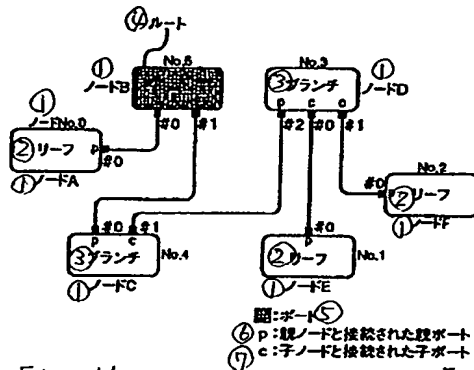 ④ルート
No.5
No.3
①
ノードB
③ブランチ
①
ノードD
p c c
#0 #1
#2 #0 #1
①
ノードNo.0
②リーフ p
#0
①ノードA
No.2
#0
②リーフ
①ノードF
#0 #1
p c
③ブランチ
No.4
①ノードC
#0
p
②リーフ
No.1
①ノードE
:ポート⑤
⑥ p:親ノードと接続された親ポート
⑦ c:子ノードと接続された子ポート